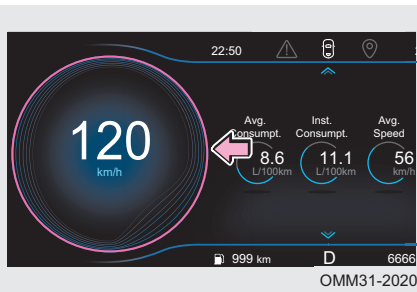 22:50
Avg. Inst. Avg.
Consumpt. Consumpt. Speed
120 8.6 11.1 56
km/h L/100km L/100km km/h
999 km D 6666
OMM31-2020